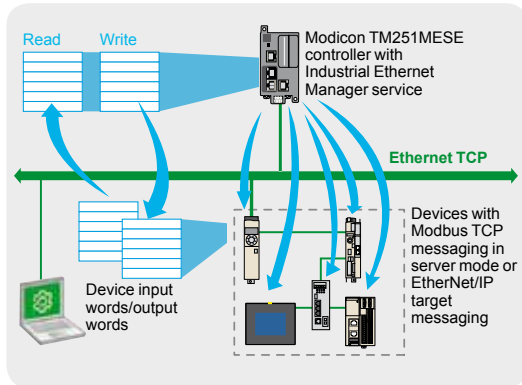 Read
Write
Modicon TM251MESE
controller with
Industrial Ethernet
Manager service
Ethernet TCP
Devices with
Modbus TCP
messaging in
server mode or
EtherNet/IP
target
messaging
Device input
words/output
words